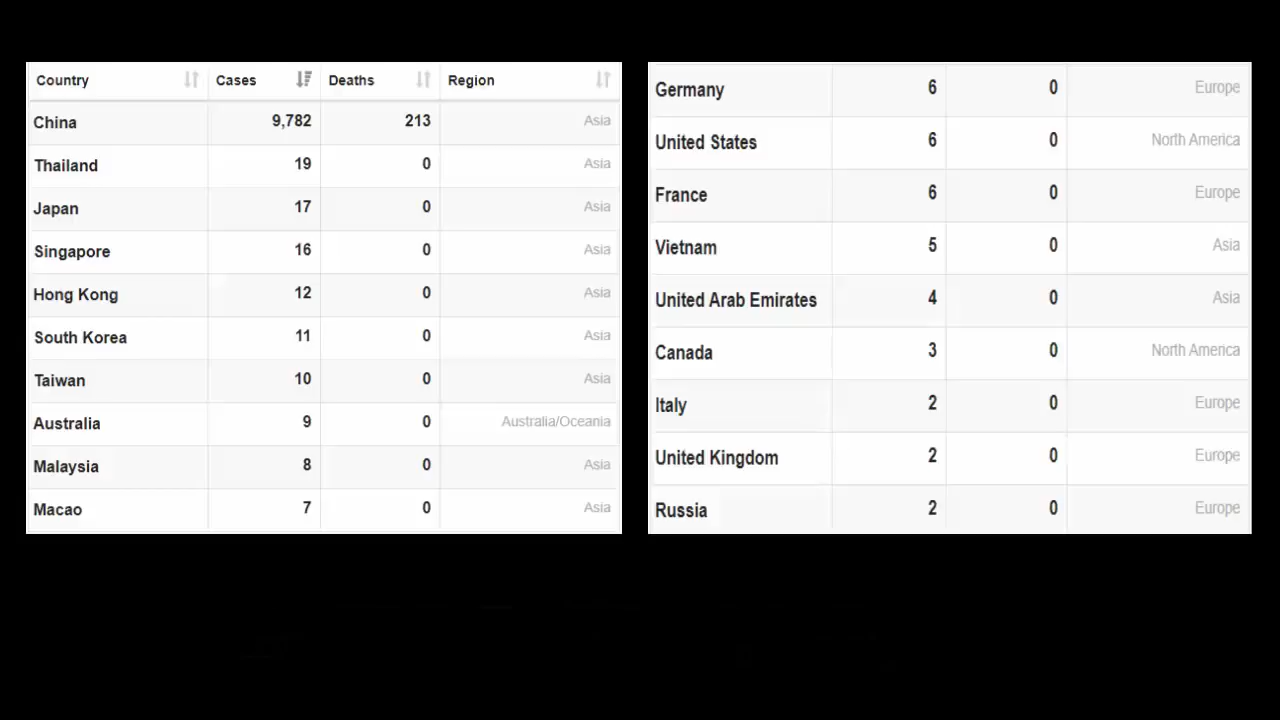 Country Cases Deaths Region
China 9,782 213 Asia
Thailand 19 0 Asia
Japan 17 0 Asia
Singapore 16 0 Asia
Hong Kong 12 0 Asia
South Korea 11 0 Asia
Taiwan 10 0 Asia
Australia 9 0 Australia/Oceania
Malaysia 8 0 Asia
Macao 7 0 Asia
Germany 6 0 Europe
United States 6 0 North America
France 6 0 Europe
Vietnam 5 0 Asia
United Arab Emirates 4 0 Asia
Canada 3 0 North America
Italy 2 0 Europe
United Kingdom 2 0 Europe
Russia 2 0 Europe